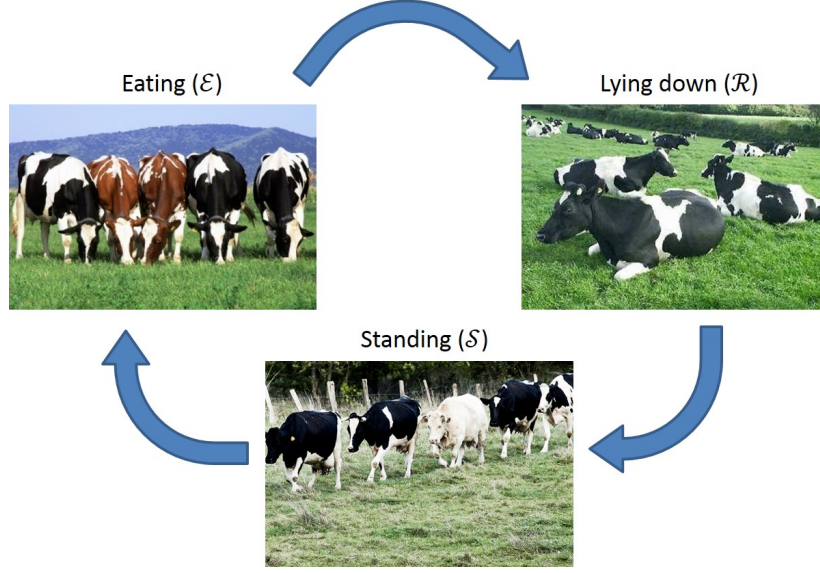 Eating (ℰ)
Lying down (ℛ)
Standing (𝒮)